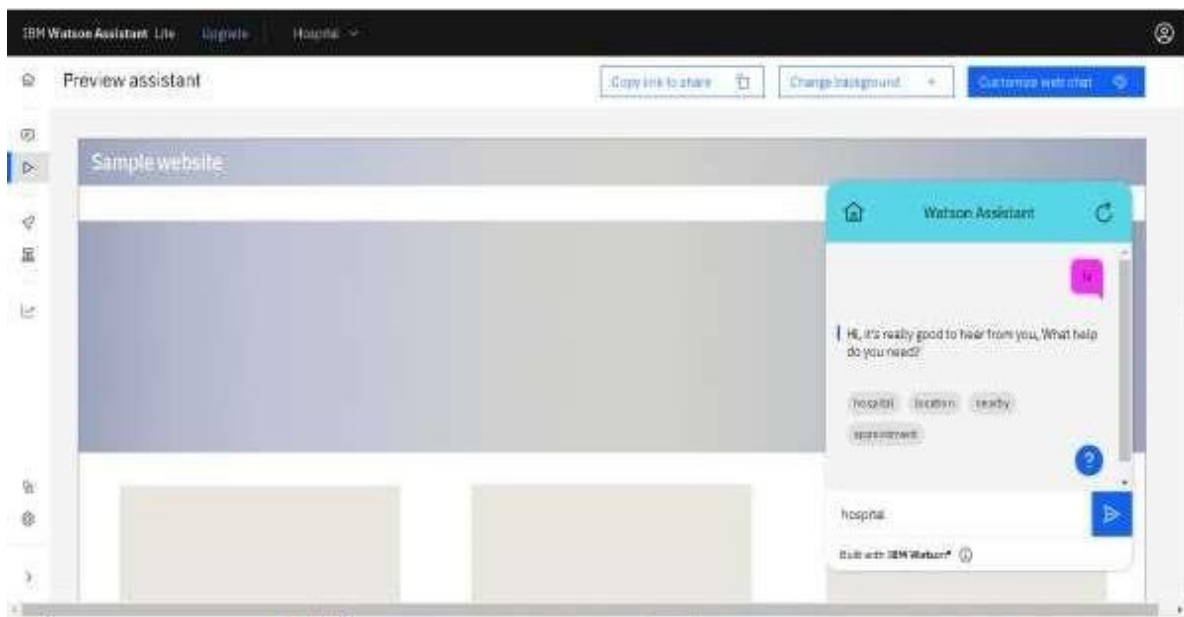 IBM Watson Assistant Lite Upgrade Hospital
Preview assistant
Copy link to share
Change background +
Customize web chat
Sample website
Watson Assistant
hi
Hi, it's really good to hear from you, What help
do you need?
hospital location nearby
appointment
?
hospital
Built with IBM Watson®